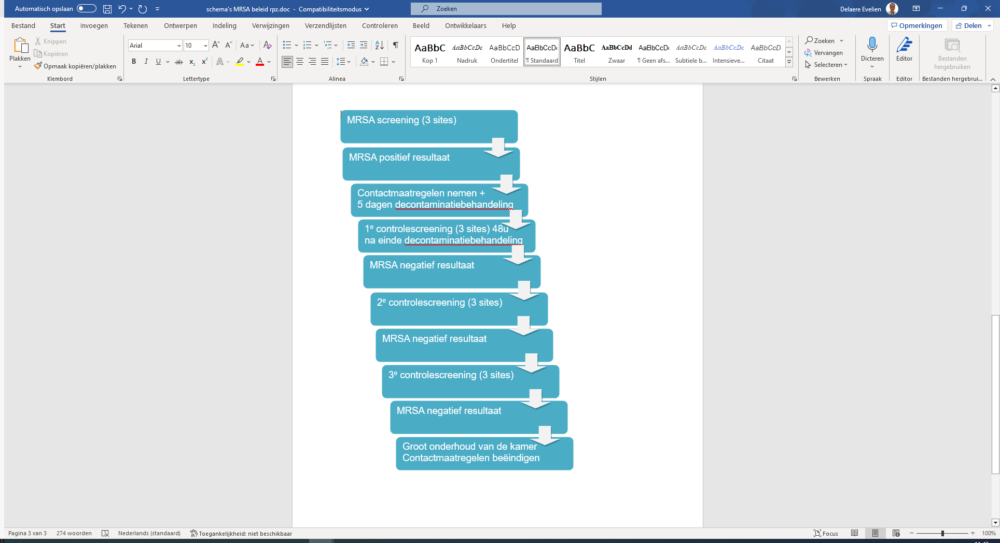 Automatisch opslaan
schema's MRSA beleid rpz.doc - Compatibiliteitsmodus
Zoeken
Delaere Evelien
Bestand Start Invoegen Tekenen Ontwerpen Indeling Verwijzingen Verzendlijsten Controleren Beeld Ontwikkelaars Help
Opmerkingen
Delen
Plakken
Knippen
Kopiëren
Opmaak kopiëren/plakken
Klembord
Arial
10
Lettertype
Alinea
AaBbC AaBbCcDc AaBbCcD AaBbCcDc AaBbC AaBbCcDd AaBbCcDc AaBbCcDc AaBbCcDc AaBbCcD
Kop 1 Nadruk Ondertitel ¶ Standaard Titel Zwaar ¶ Geen afs... Subtiele b... Intensieve... Citaat
Stijlen
Zoeken
Vervangen
Selecteren
Bewerken
Dicteren
Spraak
Editor
Editor
Bestanden
hergebruiken
Bestanden hergebrui...
MRSA screening (3 sites)
MRSA positief resultaat
Contactmaatregelen nemen +
5 dagen decontaminatiebehandeling
1e controlescreening (3 sites) 48u
na einde decontaminatiebehandeling
MRSA negatief resultaat
2e controlescreening (3 sites)
MRSA negatief resultaat
3e controlescreening (3 sites)
MRSA negatief resultaat
Groot onderhoud van de kamer
Contactmaatregelen beëindigen
Pagina 3 van 3 274 woorden Nederlands (standaard) Toegankelijkheid: niet beschikbaar
Focus
100%